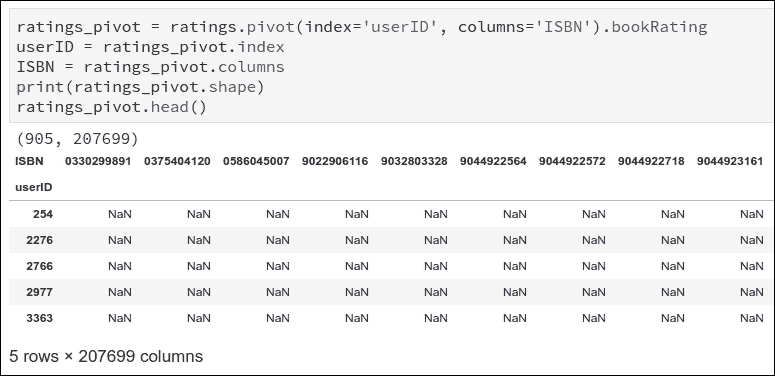 ratings_pivot = ratings.pivot(index='userID', columns='ISBN').bookRating
userID = ratings_pivot.index
ISBN = ratings_pivot.columns
print(ratings_pivot.shape)
ratings_pivot.head()
(905, 207699)
ISBN 0330299891 0375404120 0586045007 9022906116 9032803328 9044922564 9044922572 9044922718 9044923161
userID
254 NaN NaN NaN NaN NaN NaN NaN NaN NaN
2276 NaN NaN NaN NaN NaN NaN NaN NaN NaN
2766 NaN NaN NaN NaN NaN NaN NaN NaN NaN
2977 NaN NaN NaN NaN NaN NaN NaN NaN NaN
3363 NaN NaN NaN NaN NaN NaN NaN NaN NaN
5 rows × 207699 columns